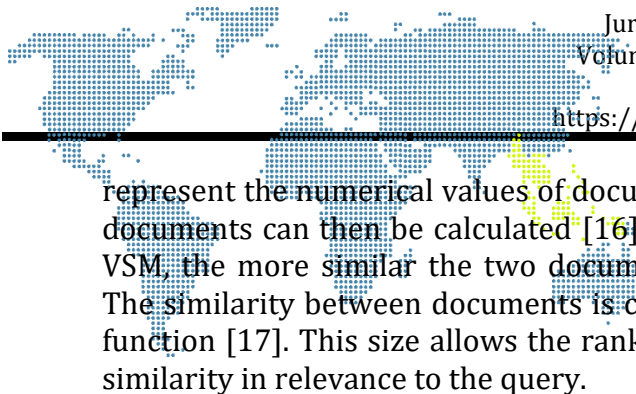 Jur
Volum
https://
represent the numerical values of docu
documents can then be calculated [16]
VSM, the more similar the two docum
The similarity between documents is c
function [17]. This size allows the rank
similarity in relevance to the query.